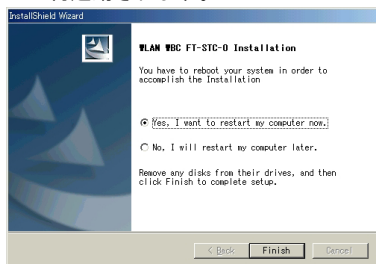 InstallShield Wizard
WLAN WBC FT-STC-O Installation
You have to reboot your system in order to
accomplish the Installation
Yes, I want to restart my computer now.
No, I will restart my computer later.
Remove any disks from their drives, and then
click Finish to complete setup.
< Back
Finish
Cancel